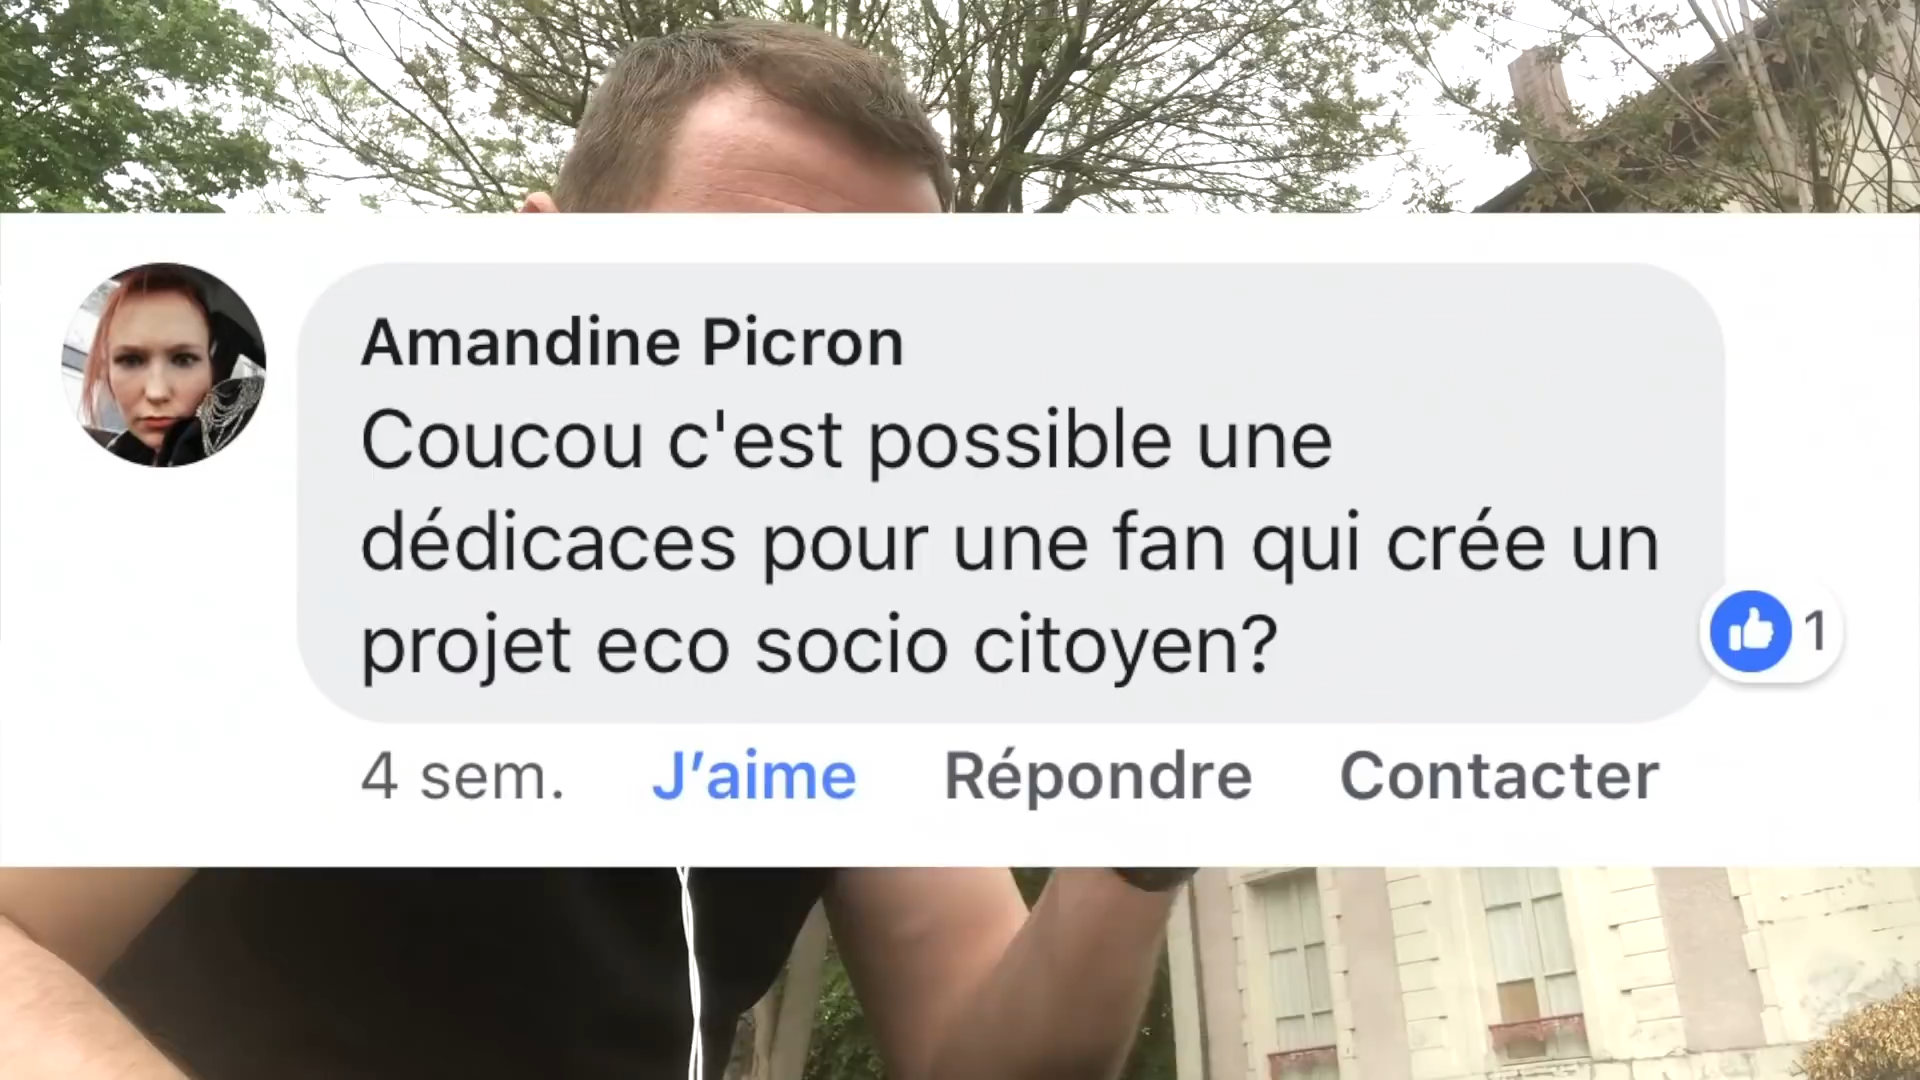 Amandine Picron
Coucou c'est possible une
dédicaces pour une fan qui crée un
projet eco socio citoyen?
1
4 sem. J’aime Répondre Contacter